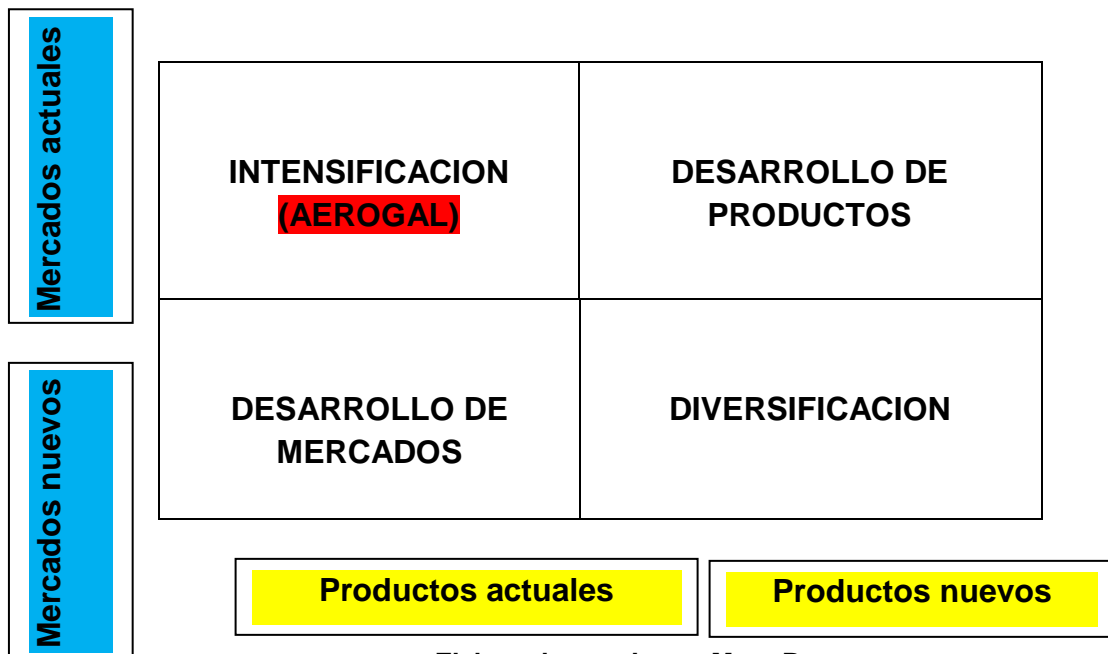 Mercados actuales
INTENSIFICACION
(AEROGAL)
DESARROLLO DE
PRODUCTOS
Mercados nuevos
DESARROLLO DE
MERCADOS
DIVERSIFICACION
Productos actuales
Productos nuevos